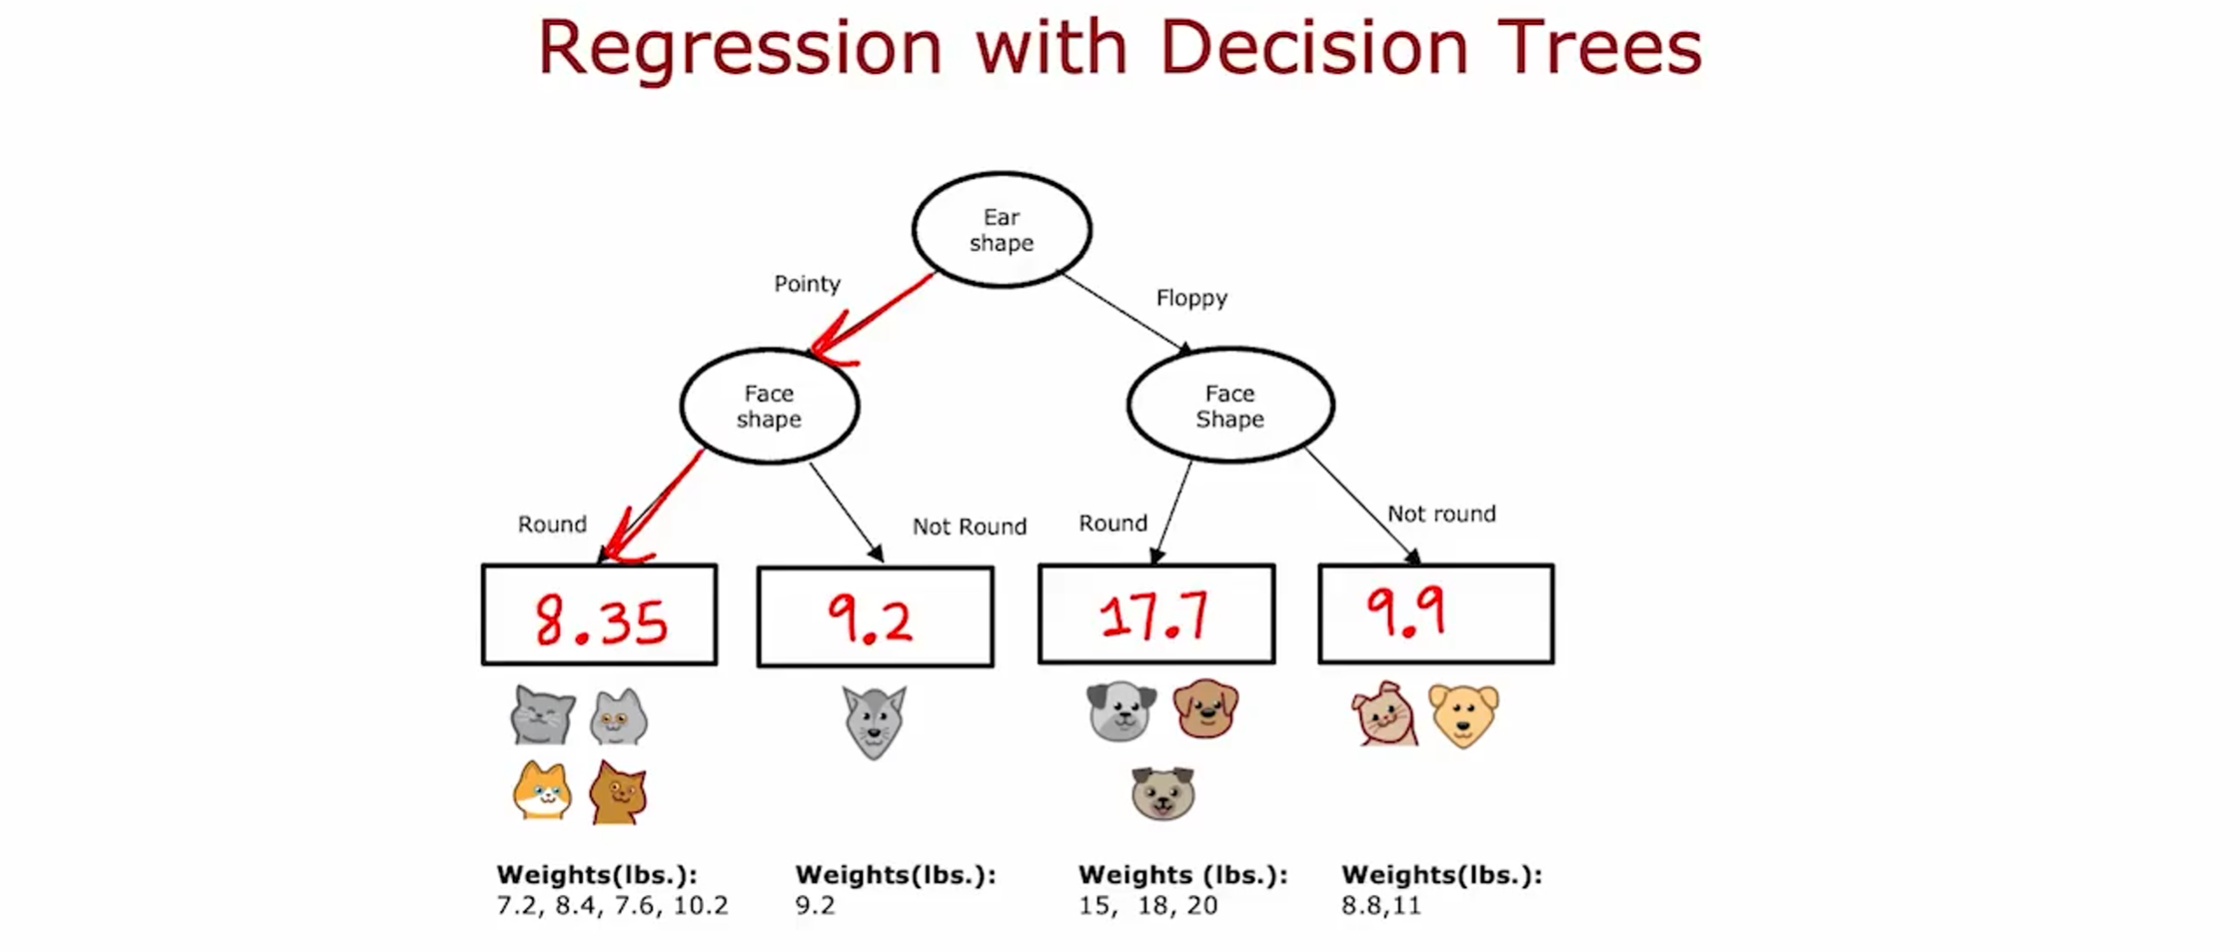 Regression with Decision Trees
Ear
shape
Pointy
Floppy
Face
shape
Face
Shape
Round
Not Round
Round
Not round
8.35
9.2
17.7
9.9
Weights(lbs.):
7.2, 8.4, 7.6, 10.2
Weights(lbs.):
9.2
Weights (lbs.):
15, 18, 20
Weights(lbs.):
8.8,11